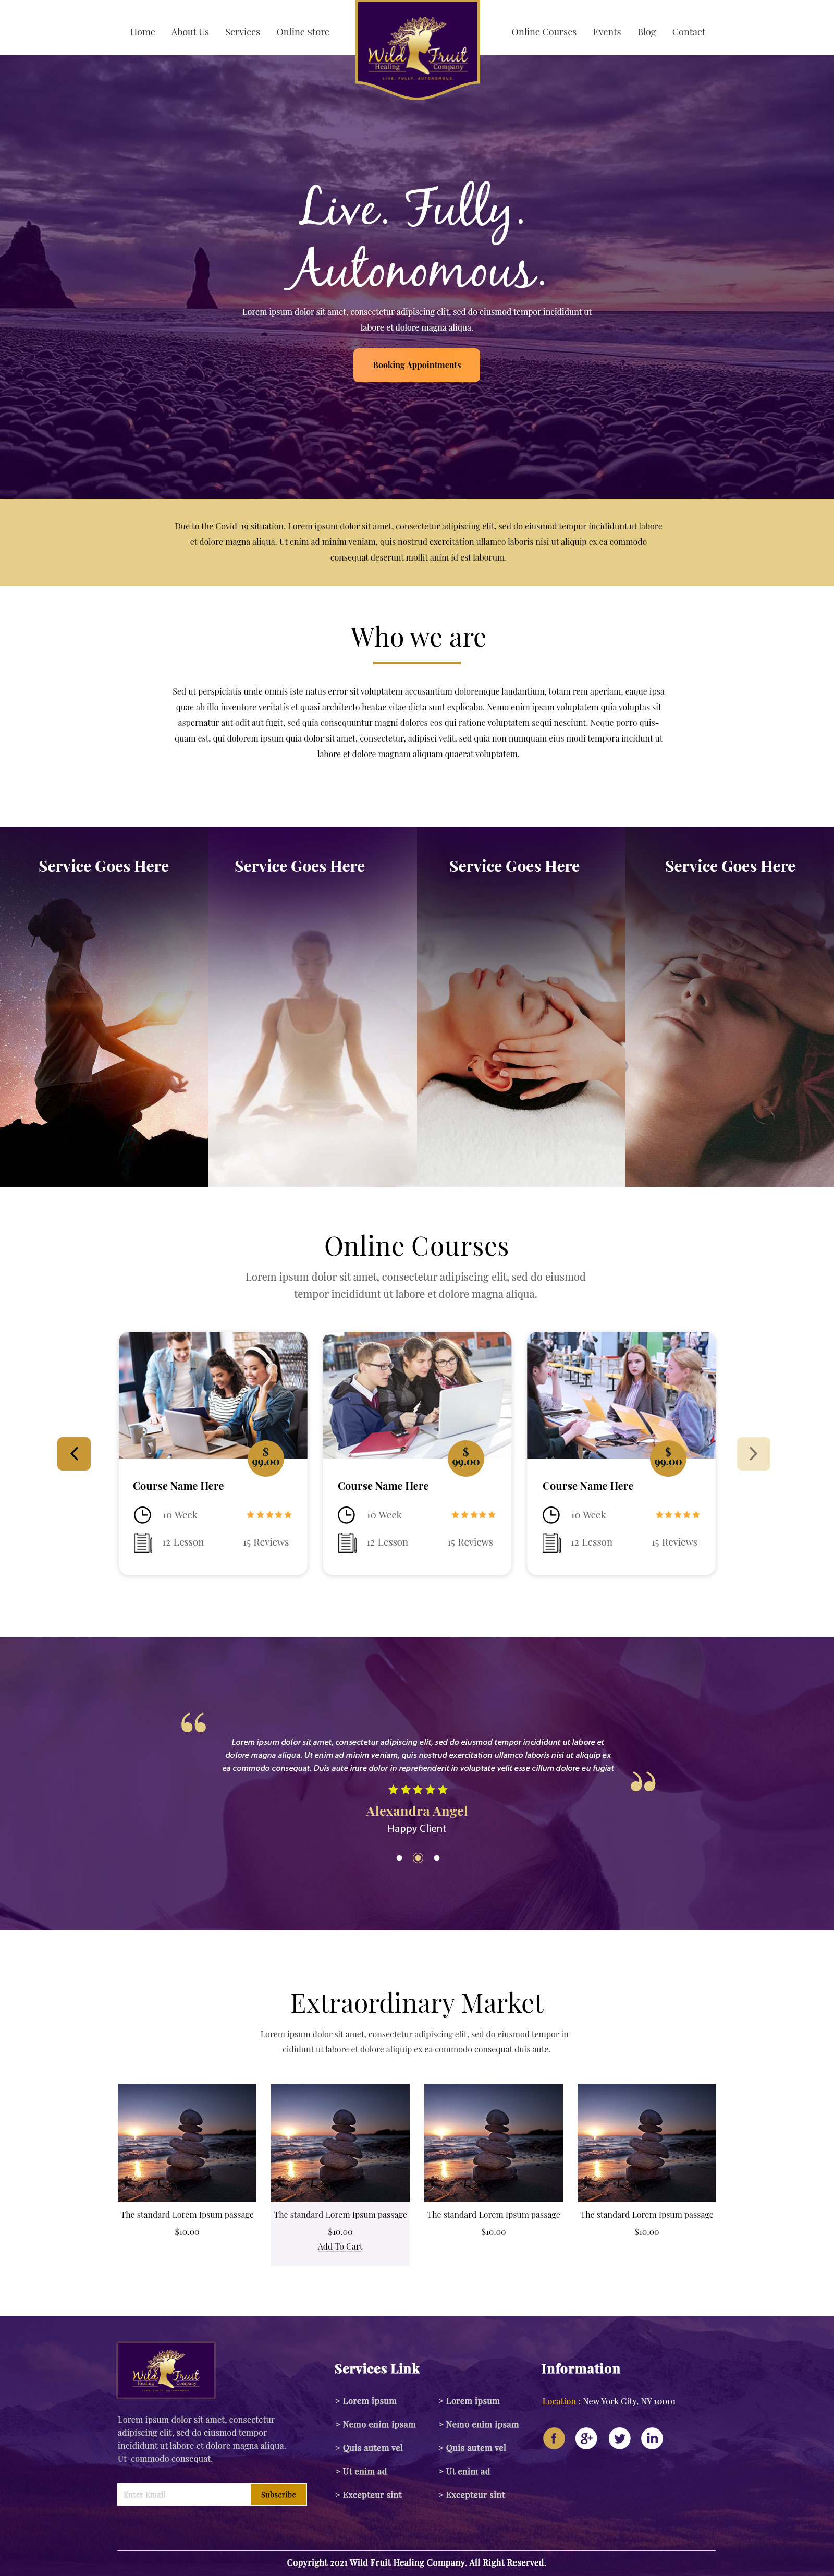 Home About Us Services Online Store Online Courses Events Blog Contact
Wild Fruit
Healing Company
LIVE. FULLY. AUTONOMOUS.
Live. Fully.
Autonomous.
Lorem ipsum dolor sit amet, consectetur adipiscing elit, sed do eiusmod tempor incididunt ut
labore et dolore magna aliqua.
Booking Appointments
Due to the Covid-19 situation, Lorem ipsum dolor sit amet, consectetur adipiscing elit, sed do eiusmod tempor incididunt ut labore
et dolore magna aliqua. Ut enim ad minim veniam, quis nostrud exercitation ullamco laboris nisi ut aliquip ex ea commodo
consequat deserunt mollit anim id est laborum.
Who we are
Sed ut perspiciatis unde omnis iste natus error sit voluptatem accusantium doloremque laudantium, totam rem aperiam, eaque ipsa
quae ab illo inventore veritatis et quasi architecto beatae vitae dicta sunt explicabo. Nemo enim ipsam voluptatem quia voluptas sit
aspernatur aut odit aut fugit, sed quia consequuntur magni dolores eos qui ratione voluptatem sequi nesciunt. Neque porro quis-
quam est, qui dolorem ipsum quia dolor sit amet, consectetur, adipisci velit, sed quia non numquam eius modi tempora incidunt ut
labore et dolore magnam aliquam quaerat voluptatem.
Service Goes Here Service Goes Here Service Goes Here Service Goes Here
Online Courses
Lorem ipsum dolor sit amet, consectetur adipiscing elit, sed do eiusmod
tempor incididunt ut labore et dolore magna aliqua.
$
99.00
Course Name Here
10 Week
12 Lesson 15 Reviews
$
99.00
Course Name Here
10 Week
12 Lesson 15 Reviews
$
99.00
Course Name Here
10 Week
12 Lesson 15 Reviews
“
Lorem ipsum dolor sit amet, consectetur adipiscing elit, sed do eiusmod tempor incididunt ut labore et
dolore magna aliqua. Ut enim ad minim veniam, quis nostrud exercitation ullamco laboris nisi ut aliquip ex
ea commodo consequat. Duis aute irure dolor in reprehenderit in voluptate velit esse cillum dolore eu fugiat
”
Alexandra Angel
Happy Client
Extraordinary Market
Lorem ipsum dolor sit amet, consectetur adipiscing elit, sed do eiusmod tempor in-
cididunt ut labore et dolore aliquip ex ea commodo consequat duis aute.
The standard Lorem Ipsum passage
$10.00
The standard Lorem Ipsum passage
$10.00
Add To Cart
The standard Lorem Ipsum passage
$10.00
The standard Lorem Ipsum passage
$10.00
Wild Fruit
Healing Company
LIVE. FULLY. AUTONOMOUS.
Lorem ipsum dolor sit amet, consectetur
adipiscing elit, sed do eiusmod tempor
incididunt ut labore et dolore magna aliqua.
Ut commodo consequat.
Enter Email Subscribe
Services Link
> Lorem ipsum > Lorem ipsum
> Nemo enim ipsam > Nemo enim ipsam
> Quis autem vel > Quis autem vel
> Ut enim ad > Ut enim ad
> Excepteur sint > Excepteur sint
Information
Location : New York City, NY 10001
f g+ in
Copyright 2021 Wild Fruit Healing Company. All Right Reserved.